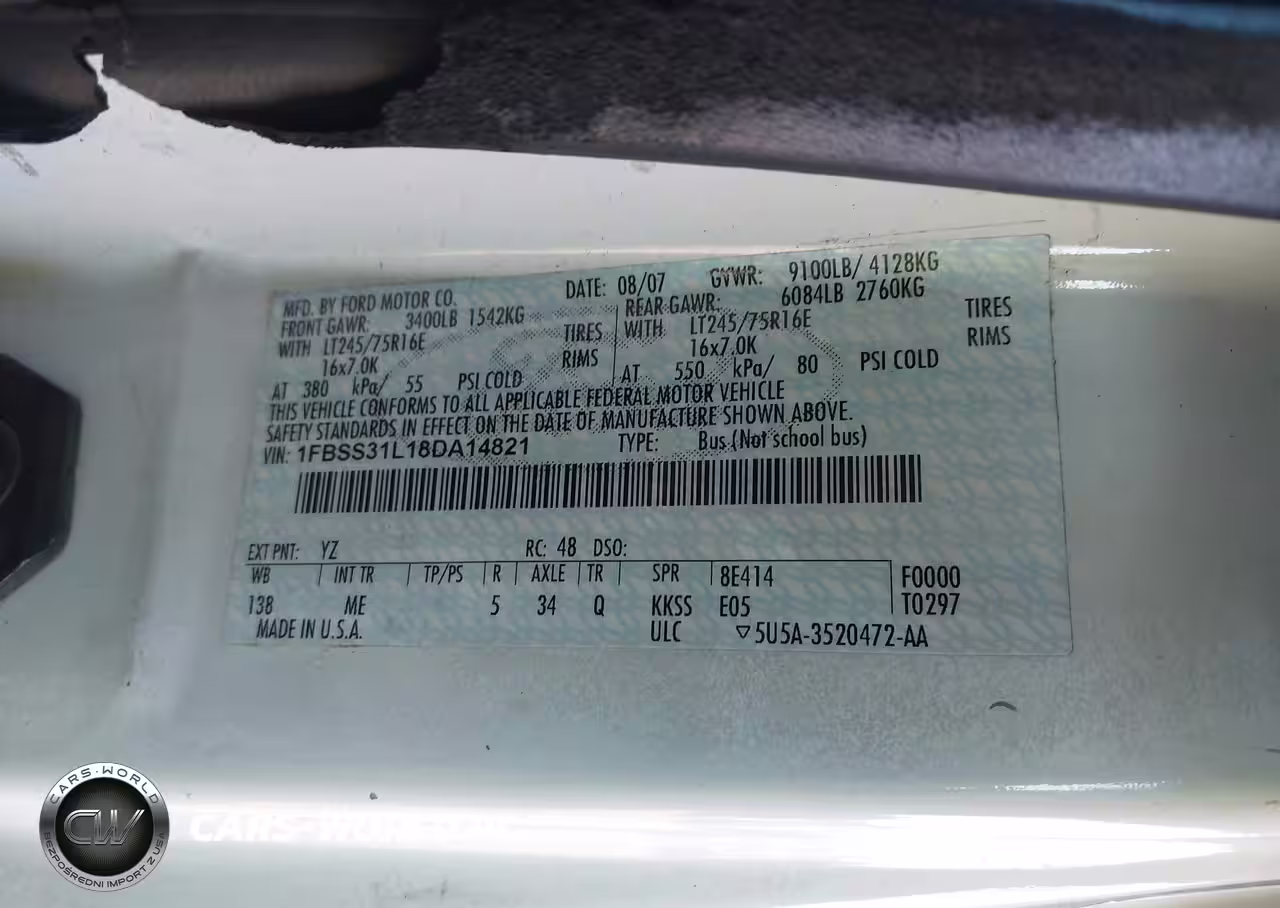 MFD. BY FORD MOTOR CO. DATE: 08/07 GVWR: 9100LB/ 4128KG
FRONT GAWR: 3400LB 1542KG REAR GAWR: 6084LB 2760KG
WITH LT245/75R16E TIRES WITH LT245/75R16E TIRES
16x7.0K RIMS 16x7.0K RIMS
AT 380 kPa/ 55 PSI COLD AT 550 kPa/ 80 PSI COLD
THIS VEHICLE CONFORMS TO ALL APPLICABLE FEDERAL MOTOR VEHICLE
SAFETY STANDARDS IN EFFECT ON THE DATE OF MANUFACTURE SHOWN ABOVE.
VIN: 1FBSS31L18DA14821 TYPE: Bus (Not school bus)
EXT PNT: YZ RC: 48 DSO:
WB INT TR TP/PS R AXLE TR SPR 8E414 F0000
138 ME 5 34 Q KKSS E05 T0297
MADE IN U.S.A. ULC ▽5U5A-3520472-AA
CARS-WORLD
CW
BEZPOŚREDNI IMPORT Z USA